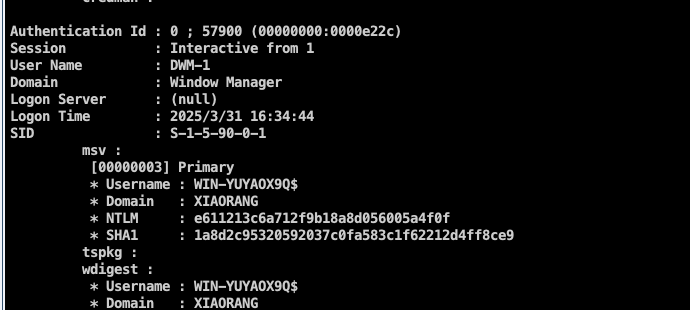 Authentication Id : 0 ; 57900 (00000000:0000e22c)
Session           : Interactive from 1
User Name         : DWM-1
Domain            : Window Manager
Logon Server      : (null)
Logon Time        : 2025/3/31 16:34:44
SID               : S-1-5-90-0-1
        msv :
         [00000003] Primary
         * Username : WIN-YUYAOX9Q$
         * Domain   : XIAORANG
         * NTLM     : e611213c6a712f9b18a8d056005a4f0f
         * SHA1     : 1a8d2c95320592037c0fa583c1f62212d4ff8ce9
        tspkg :
        wdigest :
         * Username : WIN-YUYAOX9Q$
         * Domain   : XIAORANG